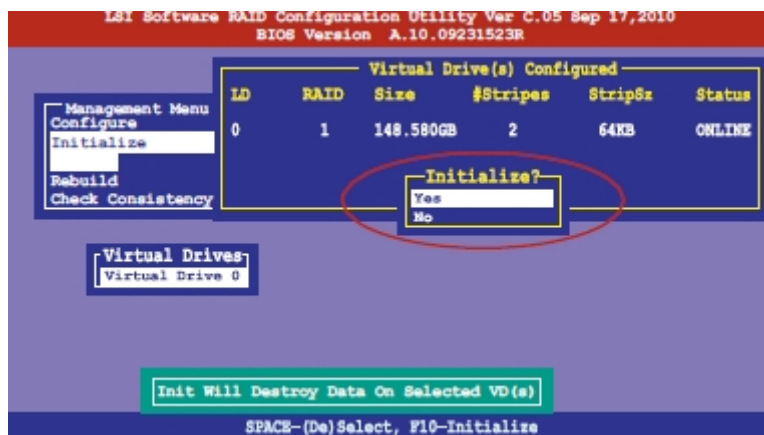 LSI Software RAID Configuration Utility Ver C.05 Sep 17,2010
BIOS Version A.10.09231523R
Virtual Drive(s) Configured
LD RAID Size #Stripes StripSz Status
0 1 148.580GB 2 64KB ONLINE
Management Menu
Configure
Initialize
Rebuild
Check Consistency
Initialize?
Yes
No
Virtual Drives
Virtual Drive 0
Init Will Destroy Data On Selected VD(s)
SPACE-(De)Select, F10-Initialize